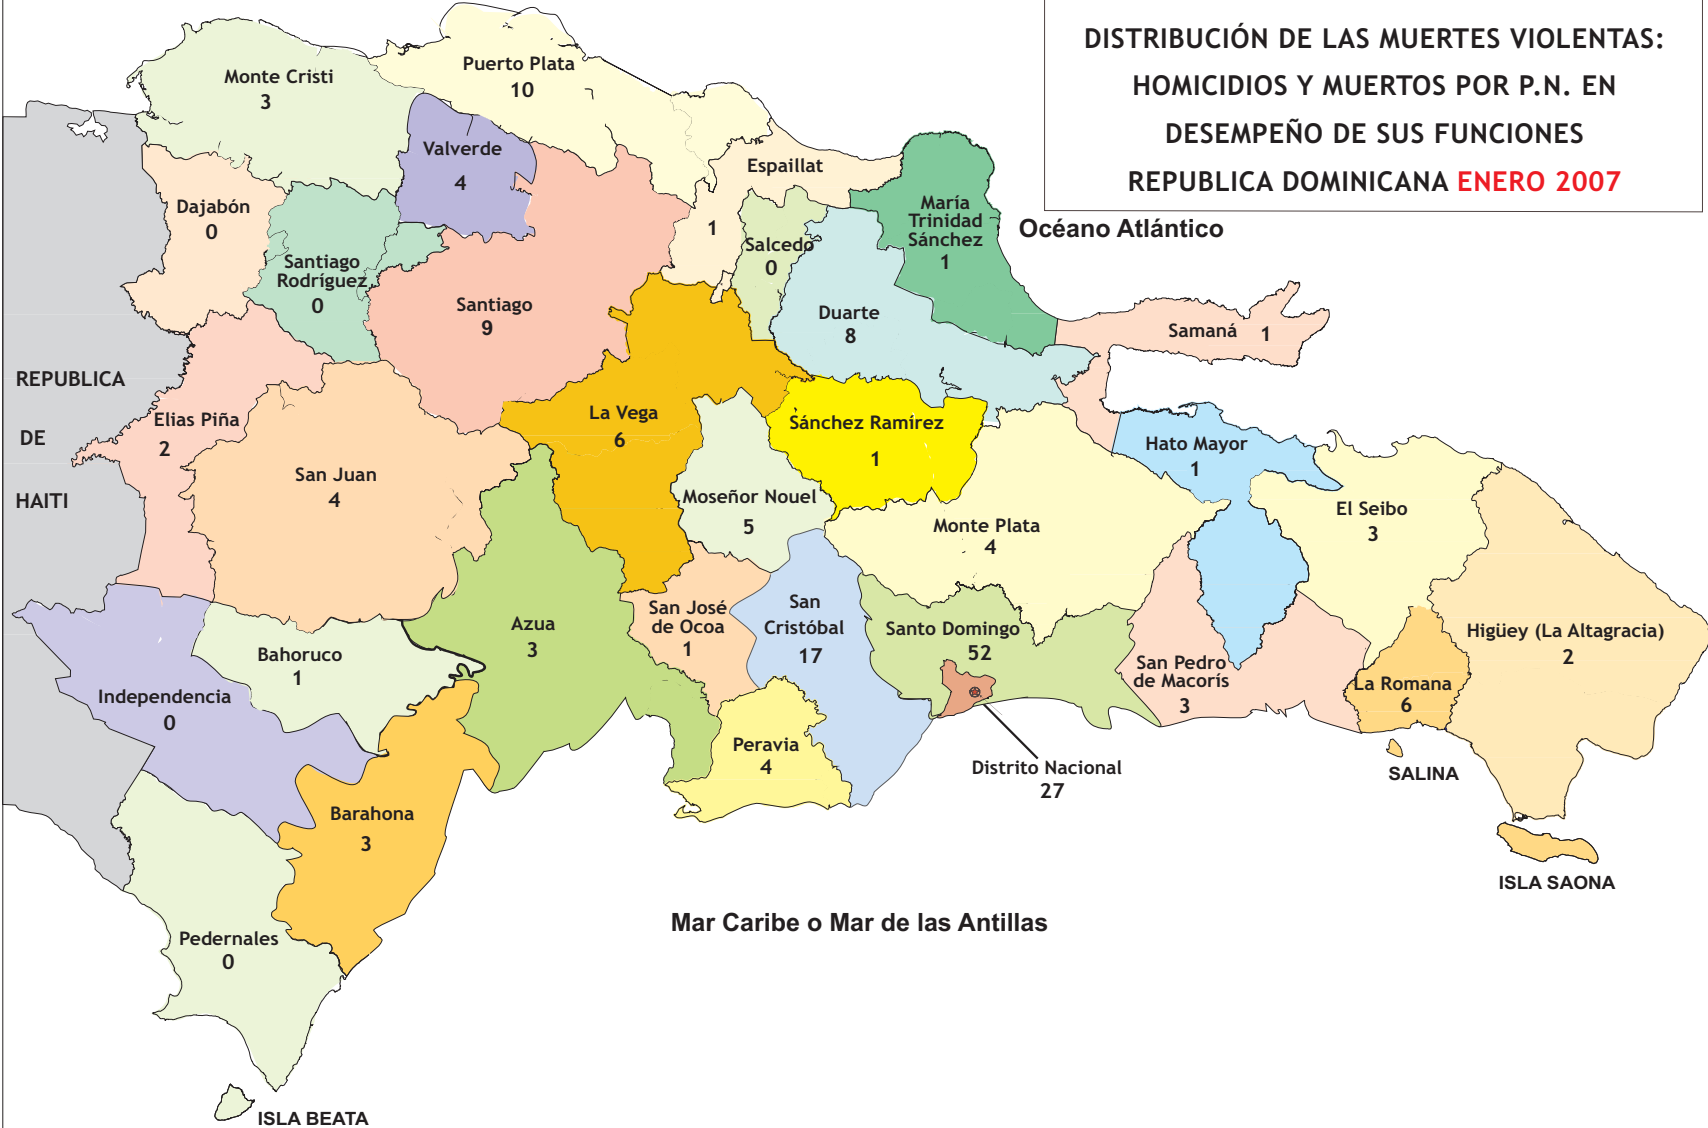 DISTRIBUCIÓN DE LAS MUERTES VIOLENTAS:
HOMICIDIOS Y MUERTOS POR P.N. EN
DESEMPEÑO DE SUS FUNCIONES
REPUBLICA DOMINICANA ENERO 2007
Puerto Plata
10
Monte Cristi
3
Valverde
4
Espaillat
1
Dajabón
0
María
Trinidad
Sánchez
1
Océano Atlántico
Salcedo
0
Santiago
Rodríguez
0
Santiago
9
Duarte
8
Samaná 1
REPUBLICA
DE
HAITI
Elias Piña
2
La Vega
6
Sánchez Ramírez
1
Hato Mayor
1
San Juan
4
Moseñor Nouel
5
Monte Plata
4
El Seibo
3
San José
de Ocoa
1
San
Cristóbal
17
Azua
3
Santo Domingo
52
Higüey (La Altagracia)
2
Bahoruco
1
San Pedro
de Macorís
3
La Romana
6
Independencia
0
Peravia
4
Distrito Nacional
27
SALINA
Barahona
3
ISLA SAONA
Mar Caribe o Mar de las Antillas
Pedernales
0
ISLA BEATA